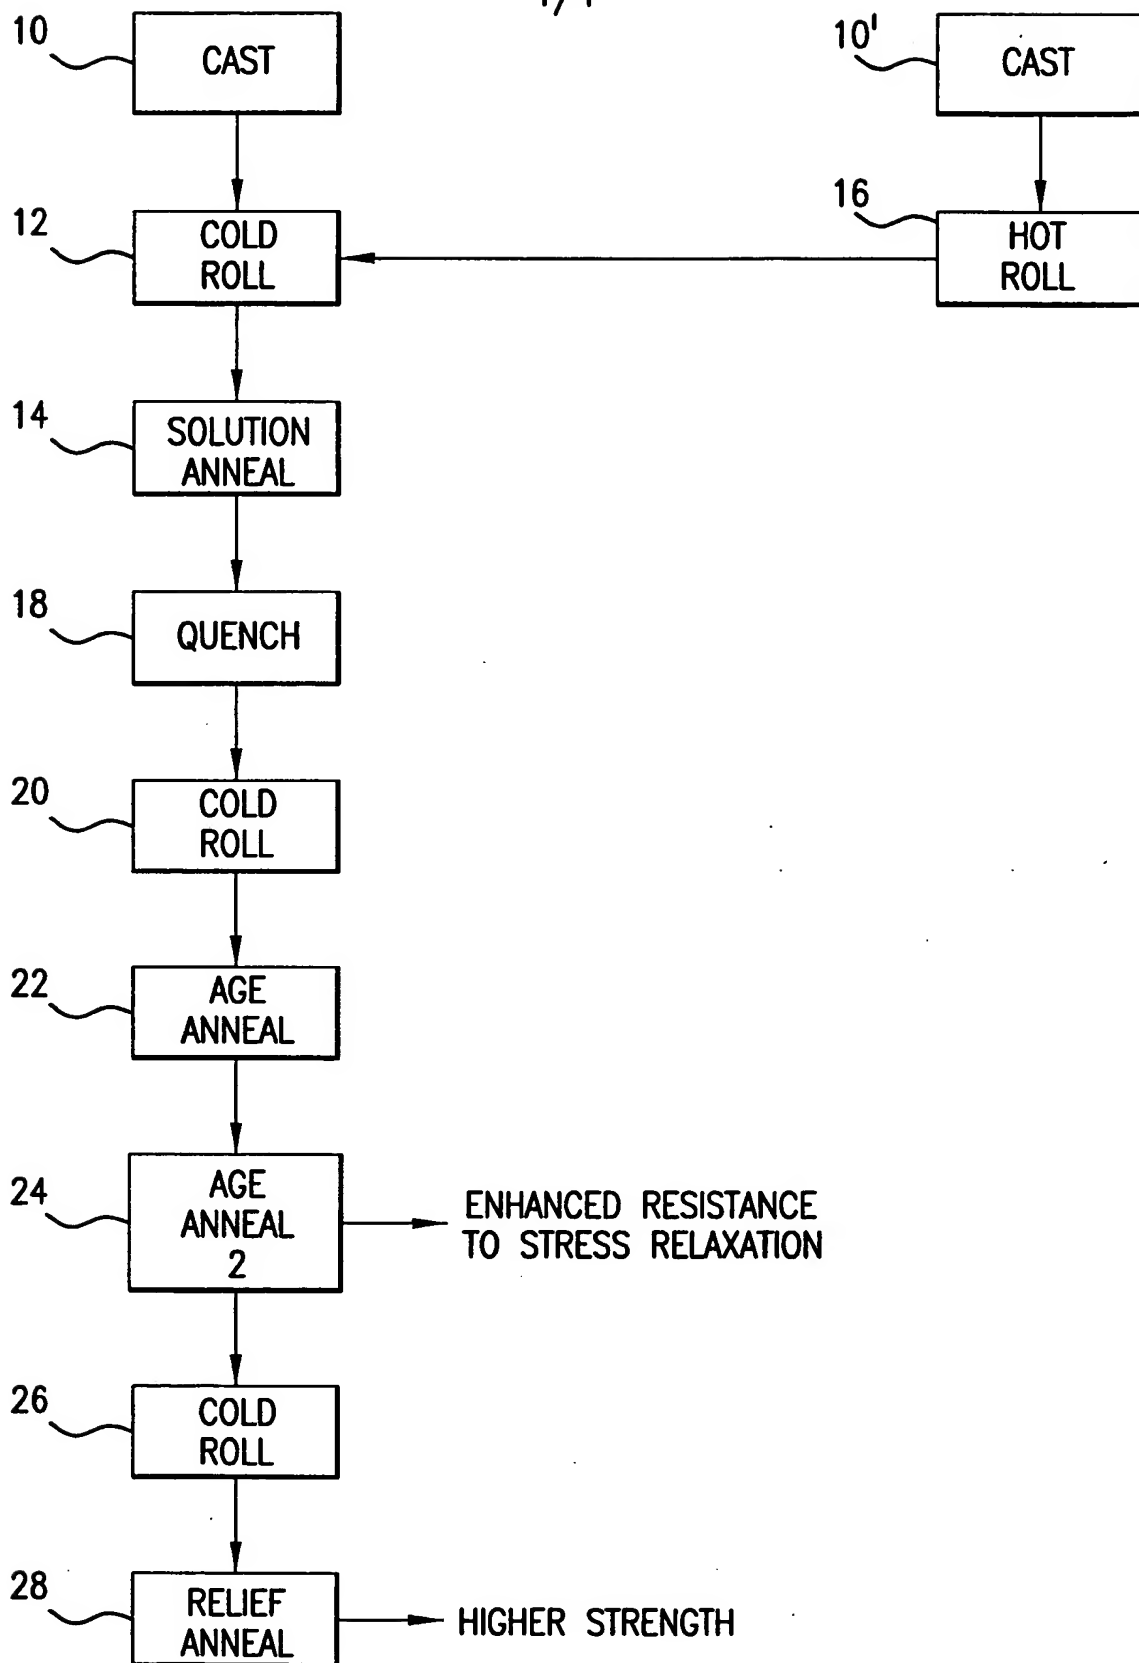 1/1
10
CAST
10'
CAST
12
COLD
ROLL
16
HOT
ROLL
14
SOLUTION
ANNEAL
18
QUENCH
20
COLD
ROLL
22
AGE
ANNEAL
24
AGE
ANNEAL
2
ENHANCED RESISTANCE
TO STRESS RELAXATION
26
COLD
ROLL
28
RELIEF
ANNEAL
HIGHER STRENGTH